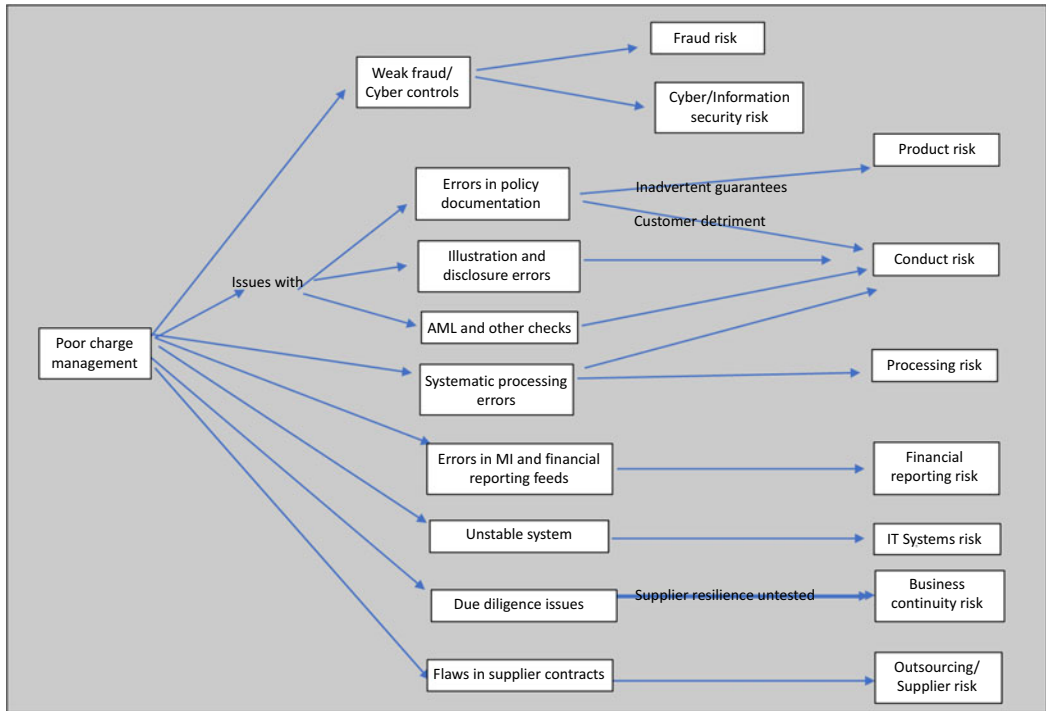 Fraud risk
Weak fraud/
Cyber controls
Cyber/Information
security risk
Product risk
Errors in policy
documentation
Inadvertent guarantees
Customer detriment
Illustration and
disclosure errors
Conduct risk
Issues with
AML and other checks
Poor charge
management
Systematic processing
errors
Processing risk
Errors in MI and financial
reporting feeds
Financial
reporting risk
Unstable system
IT Systems risk
Due diligence issues
Supplier resilience untested
Business
continuity risk
Flaws in supplier contracts
Outsourcing/
Supplier risk